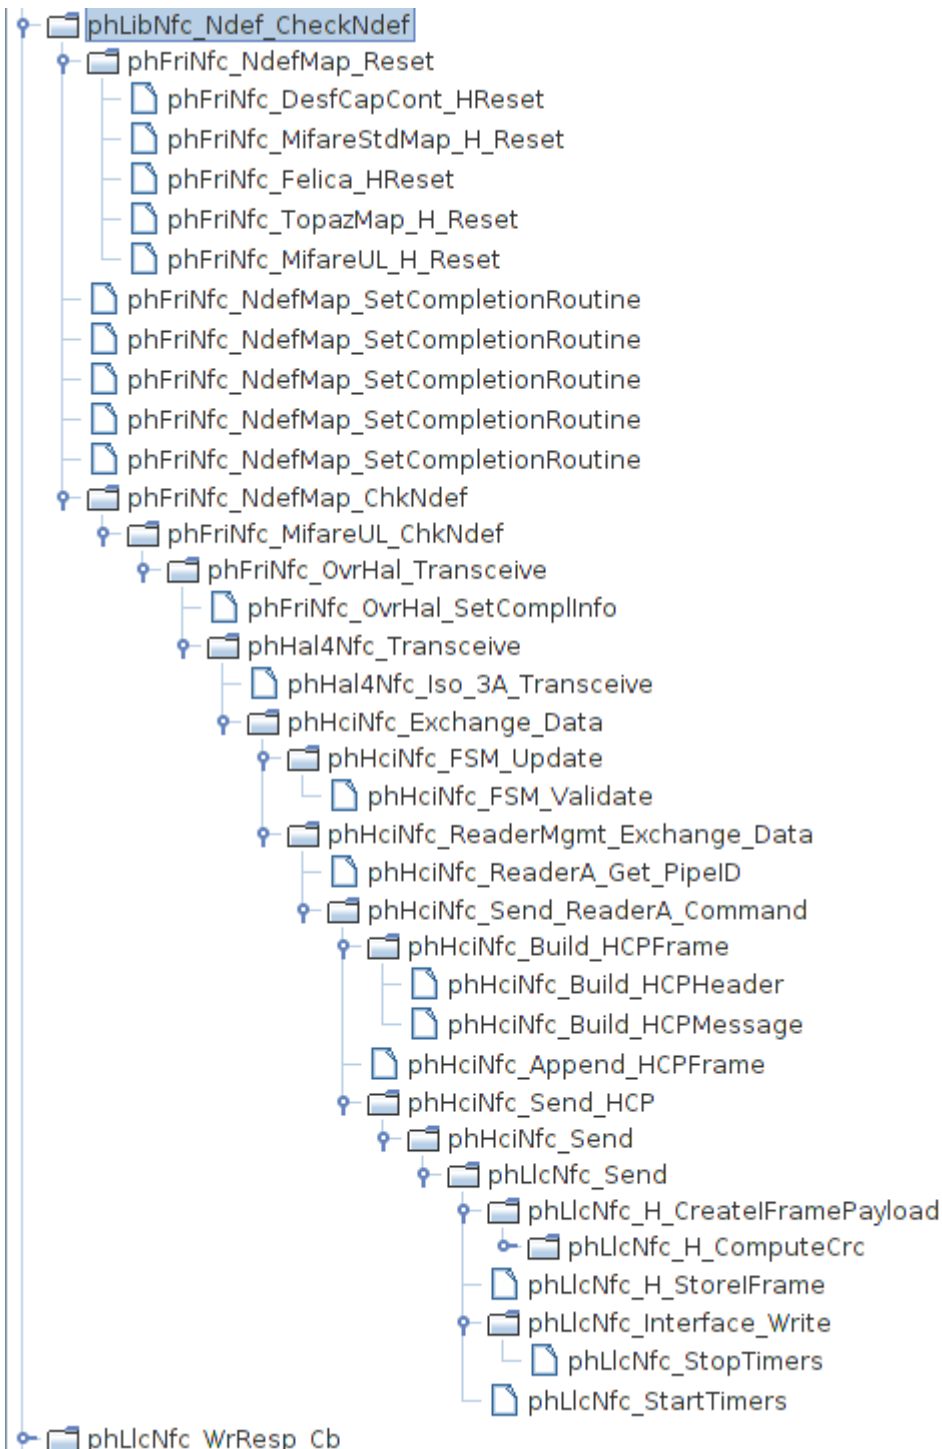 phLibNfc_Ndef_CheckNdef
phFriNfc_NdefMap_Reset
phFriNfc_DesfCapCont_HReset
phFriNfc_MifareStdMap_H_Reset
phFriNfc_Felica_HReset
phFriNfc_TopazMap_H_Reset
phFriNfc_MifareUL_H_Reset
phFriNfc_NdefMap_SetCompletionRoutine
phFriNfc_NdefMap_SetCompletionRoutine
phFriNfc_NdefMap_SetCompletionRoutine
phFriNfc_NdefMap_SetCompletionRoutine
phFriNfc_NdefMap_SetCompletionRoutine
phFriNfc_NdefMap_ChkNdef
phFriNfc_MifareUL_ChkNdef
phFriNfc_OvrHal_Transceive
phFriNfc_OvrHal_SetComplInfo
phHal4Nfc_Transceive
phHal4Nfc_Iso_3A_Transceive
phHciNfc_Exchange_Data
phHciNfc_FSM_Update
phHciNfc_FSM_Validate
phHciNfc_ReaderMgmt_Exchange_Data
phHciNfc_ReaderA_Get_PipeID
phHciNfc_Send_ReaderA_Command
phHciNfc_Build_HCPFrame
phHciNfc_Build_HCPHeader
phHciNfc_Build_HCPMessage
phHciNfc_Append_HCPFrame
phHciNfc_Send_HCP
phHciNfc_Send
phLlcNfc_Send
phLlcNfc_H_CreateIFramePayload
phLlcNfc_H_ComputeCrc
phLlcNfc_H_StoreIFrame
phLlcNfc_Interface_Write
phLlcNfc_StopTimers
phLlcNfc_StartTimers
phLlcNfc_WrResp_Cb